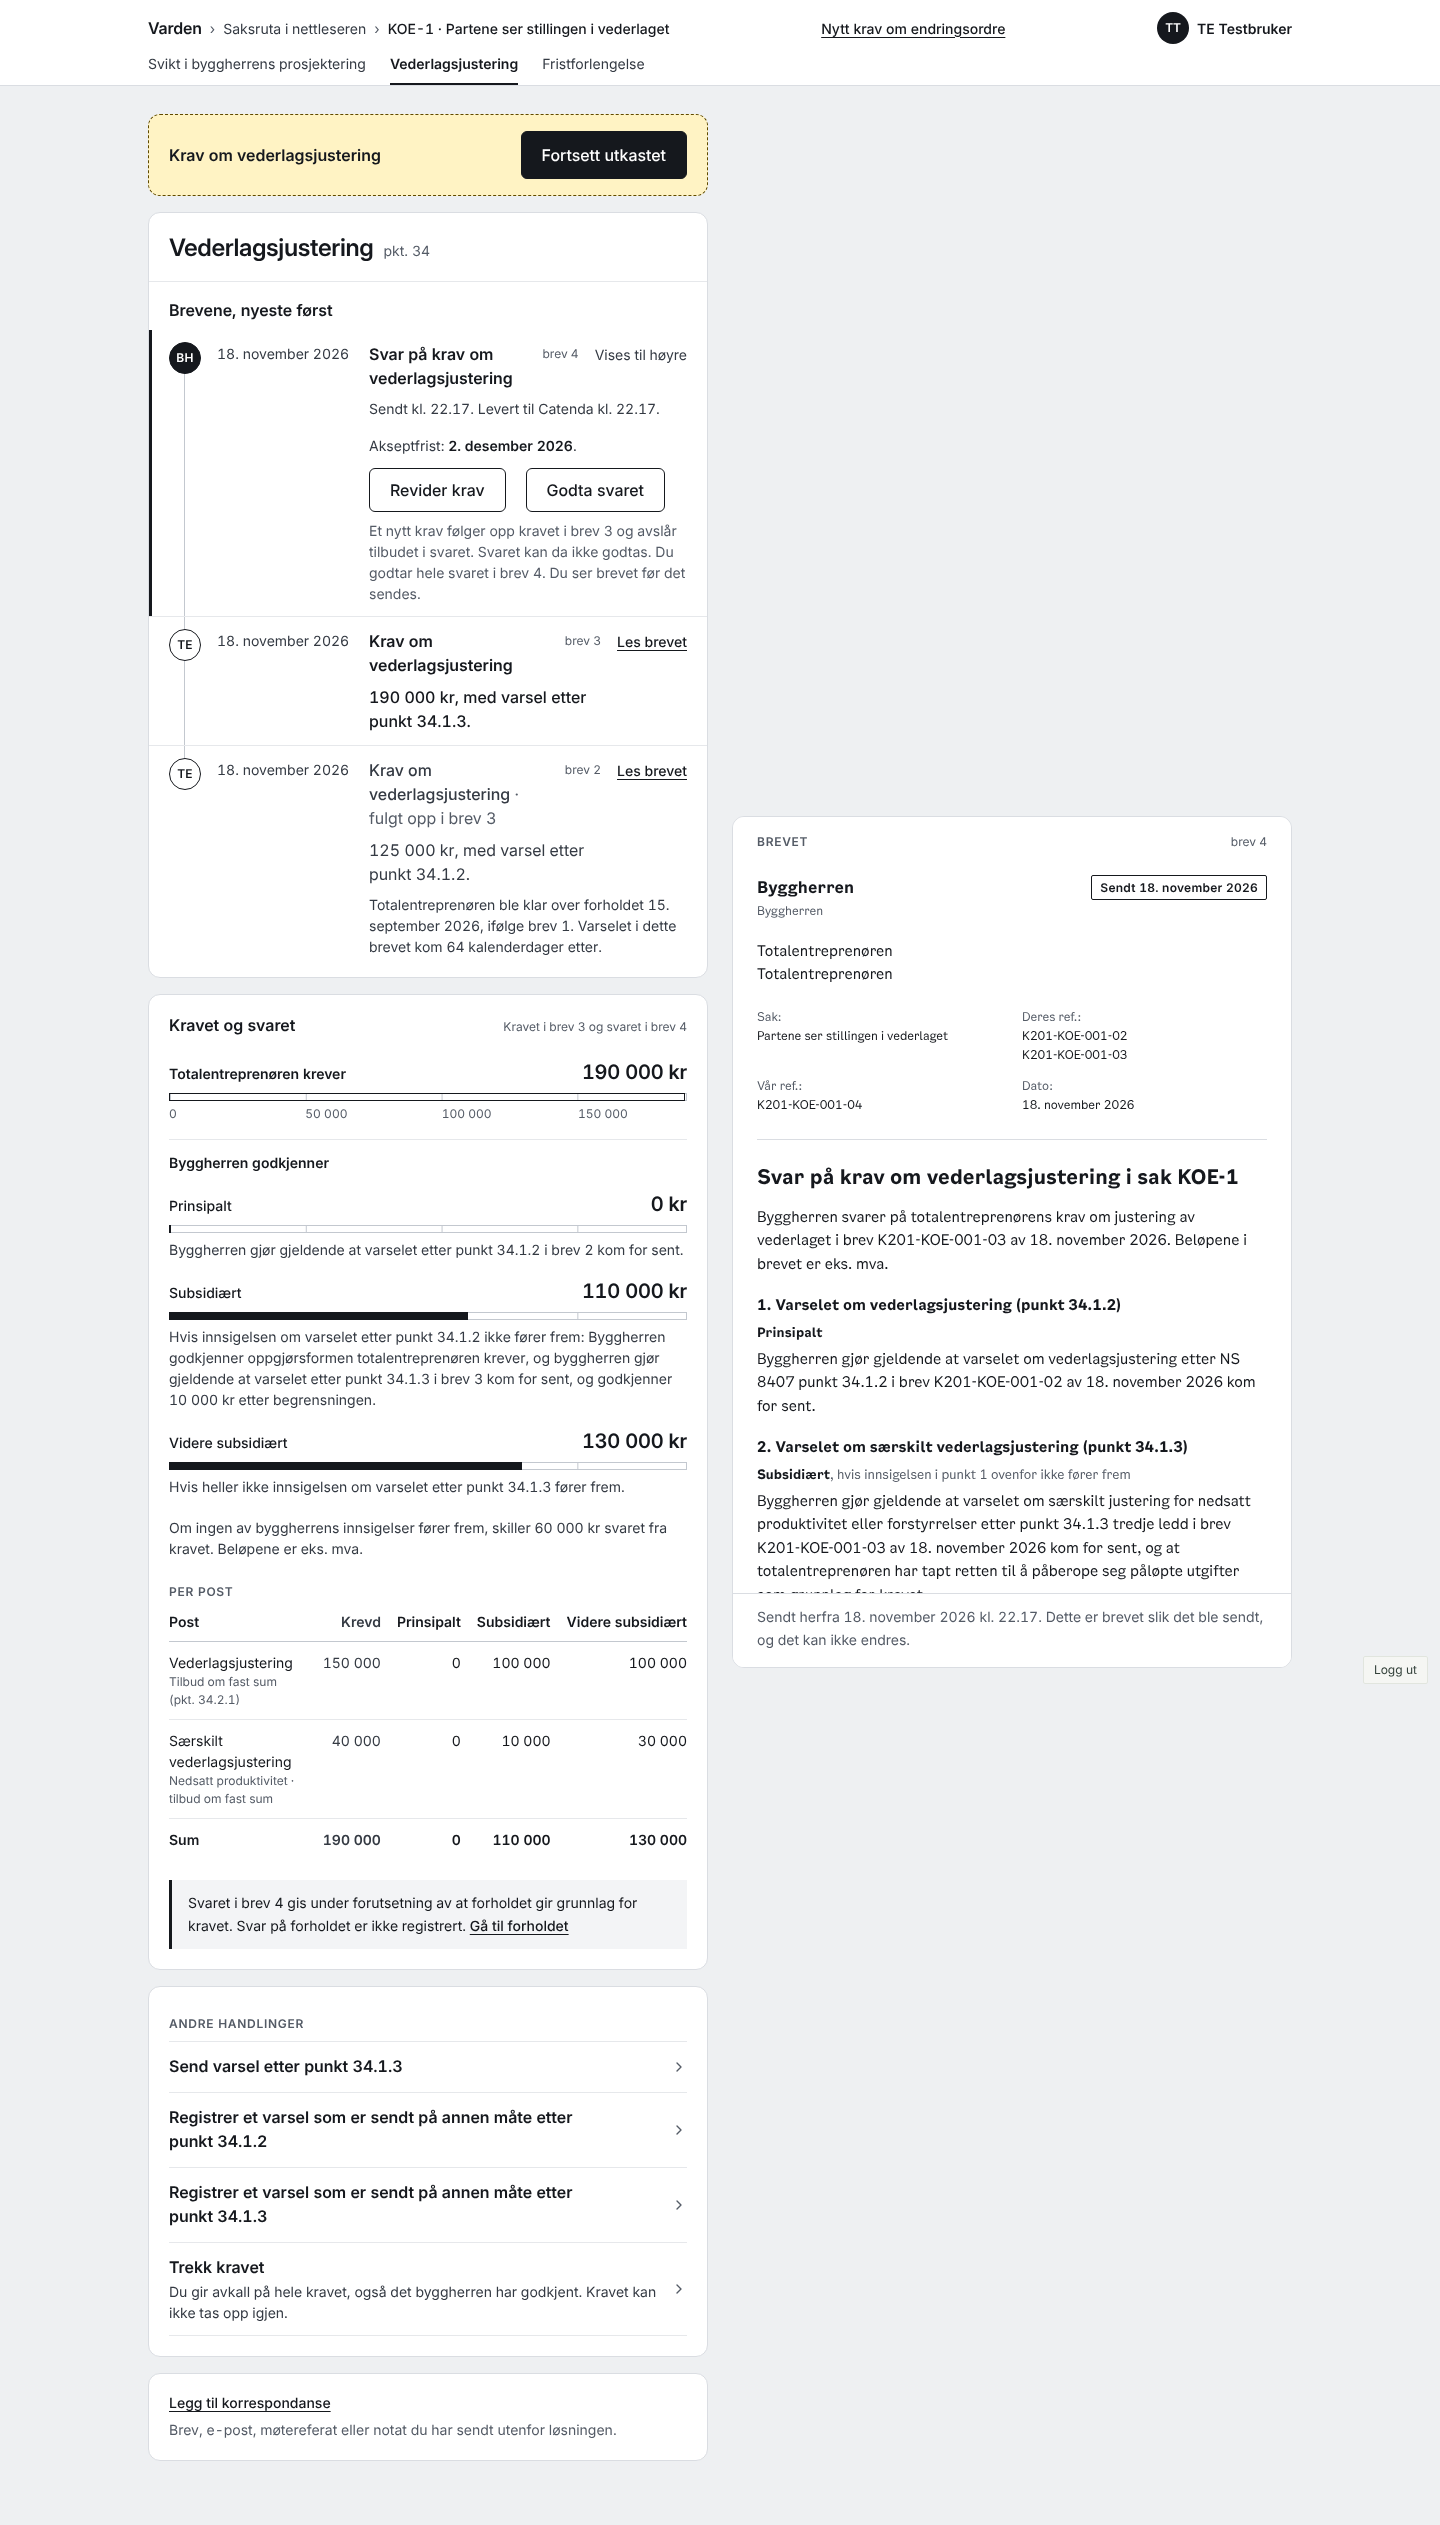 Varden › Saksruta i nettleseren › KOE-1 · Partene ser stillingen i vederlaget
Nytt krav om endringsordre
TT TE Testbruker
Svikt i byggherrens prosjektering Vederlagsjustering Fristforlengelse
Krav om vederlagsjustering
Fortsett utkastet
Vederlagsjustering pkt. 34
Brevene, nyeste først
BH 18. november 2026
Svar på krav om
vederlagsjustering
brev 4 Vises til høyre
Sendt kl. 22.17. Levert til Catenda kl. 22.17.
Akseptfrist: 2. desember 2026.
Revider krav Godta svaret
Et nytt krav følger opp kravet i brev 3 og avslår
tilbudet i svaret. Svaret kan da ikke godtas. Du
godtar hele svaret i brev 4. Du ser brevet før det
sendes.
TE 18. november 2026
Krav om
vederlagsjustering
brev 3 Les brevet
190 000 kr, med varsel etter
punkt 34.1.3.
TE 18. november 2026
Krav om
vederlagsjustering ·
fulgt opp i brev 3
brev 2 Les brevet
125 000 kr, med varsel etter
punkt 34.1.2.
Totalentreprenøren ble klar over forholdet 15.
september 2026, ifølge brev 1. Varselet i dette
brevet kom 64 kalenderdager etter.
Kravet og svaret
Kravet i brev 3 og svaret i brev 4
Totalentreprenøren krever 190 000 kr
0 50 000 100 000 150 000
Byggherren godkjenner
Prinsipalt 0 kr
Byggherren gjør gjeldende at varselet etter punkt 34.1.2 i brev 2 kom for sent.
Subsidiært 110 000 kr
Hvis innsigelsen om varselet etter punkt 34.1.2 ikke fører frem: Byggherren
godkjenner oppgjørsformen totalentreprenøren krever, og byggherren gjør
gjeldende at varselet etter punkt 34.1.3 i brev 3 kom for sent, og godkjenner
10 000 kr etter begrensningen.
Videre subsidiært 130 000 kr
Hvis heller ikke innsigelsen om varselet etter punkt 34.1.3 fører frem.
Om ingen av byggherrens innsigelser fører frem, skiller 60 000 kr svaret fra
kravet. Beløpene er eks. mva.
PER POST
Post Krevd Prinsipalt Subsidiært Videre subsidiært
Vederlagsjustering 150 000 0 100 000 100 000
Tilbud om fast sum
(pkt. 34.2.1)
Særskilt 40 000 0 10 000 30 000
vederlagsjustering
Nedsatt produktivitet ·
tilbud om fast sum
Sum 190 000 0 110 000 130 000
Svaret i brev 4 gis under forutsetning av at forholdet gir grunnlag for
kravet. Svar på forholdet er ikke registrert. Gå til forholdet
ANDRE HANDLINGER
Send varsel etter punkt 34.1.3
Registrer et varsel som er sendt på annen måte etter
punkt 34.1.2
Registrer et varsel som er sendt på annen måte etter
punkt 34.1.3
Trekk kravet
Du gir avkall på hele kravet, også det byggherren har godkjent. Kravet kan
ikke tas opp igjen.
Legg til korrespondanse
Brev, e-post, møtereferat eller notat du har sendt utenfor løsningen.
BREVET brev 4
Byggherren Sendt 18. november 2026
Byggherren
Totalentreprenøren
Totalentreprenøren
Sak: Deres ref.:
Partene ser stillingen i vederlaget K201-KOE-001-02
K201-KOE-001-03
Vår ref.: Dato:
K201-KOE-001-04 18. november 2026
Svar på krav om vederlagsjustering i sak KOE-1
Byggherren svarer på totalentreprenørens krav om justering av
vederlaget i brev K201-KOE-001-03 av 18. november 2026. Beløpene i
brevet er eks. mva.
1. Varselet om vederlagsjustering (punkt 34.1.2)
Prinsipalt
Byggherren gjør gjeldende at varselet om vederlagsjustering etter NS
8407 punkt 34.1.2 i brev K201-KOE-001-02 av 18. november 2026 kom
for sent.
2. Varselet om særskilt vederlagsjustering (punkt 34.1.3)
Subsidiært, hvis innsigelsen i punkt 1 ovenfor ikke fører frem
Byggherren gjør gjeldende at varselet om særskilt justering for nedsatt
produktivitet eller forstyrrelser etter punkt 34.1.3 tredje ledd i brev
K201-KOE-001-03 av 18. november 2026 kom for sent, og at
totalentreprenøren har tapt retten til å påberope seg påløpte utgifter
Sendt herfra 18. november 2026 kl. 22.17. Dette er brevet slik det ble sendt,
og det kan ikke endres.
Logg ut